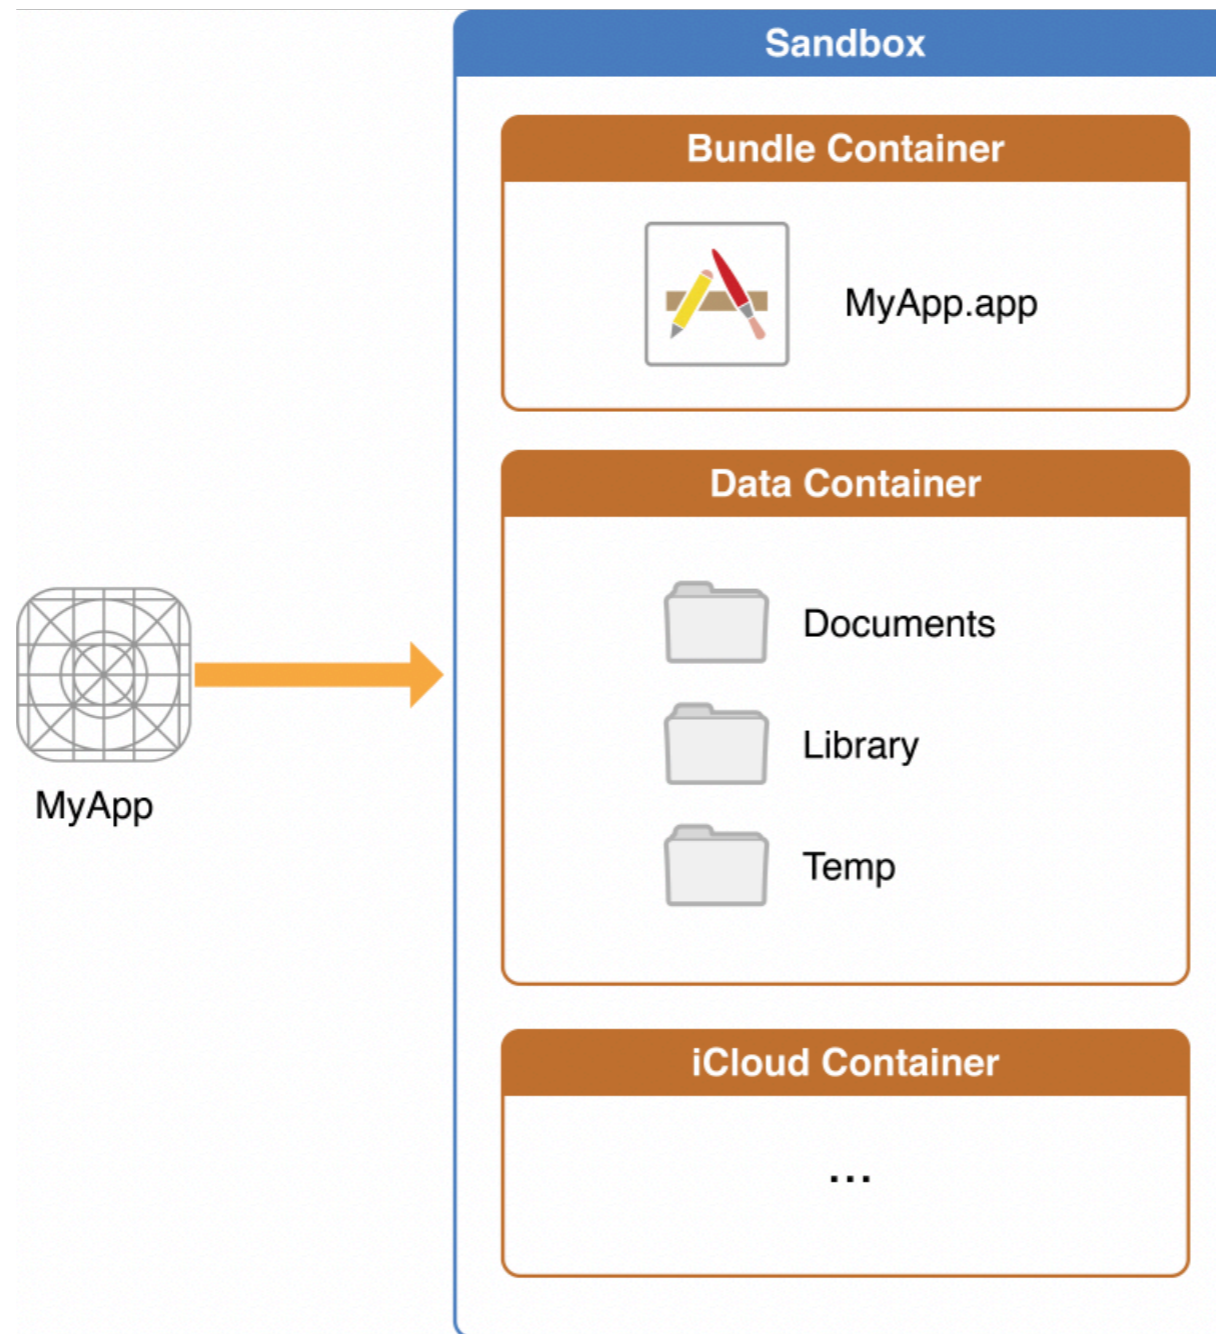 Sandbox
Bundle Container
MyApp.app
Data Container
Documents
Library
Temp
MyApp
iCloud Container
...